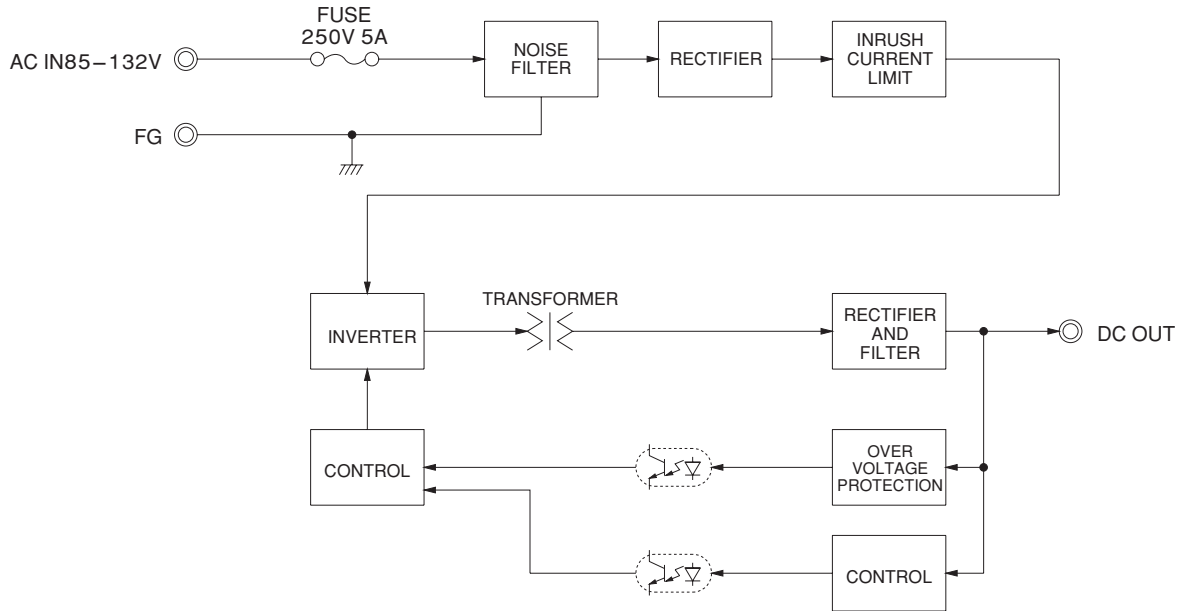 FUSE
250V 5A
AC IN85–132V
NOISE
FILTER
RECTIFIER
INRUSH
CURRENT
LIMIT
FG
INVERTER
TRANSFORMER
RECTIFIER
AND
FILTER
DC OUT
CONTROL
OVER
VOLTAGE
PROTECTION
CONTROL